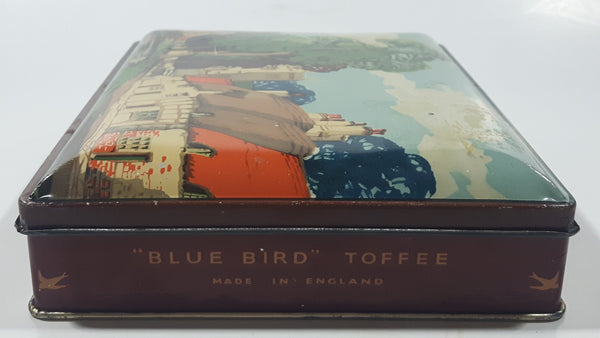 "BLUE BIRD" TOFFEE
MADE IN ENGLAND